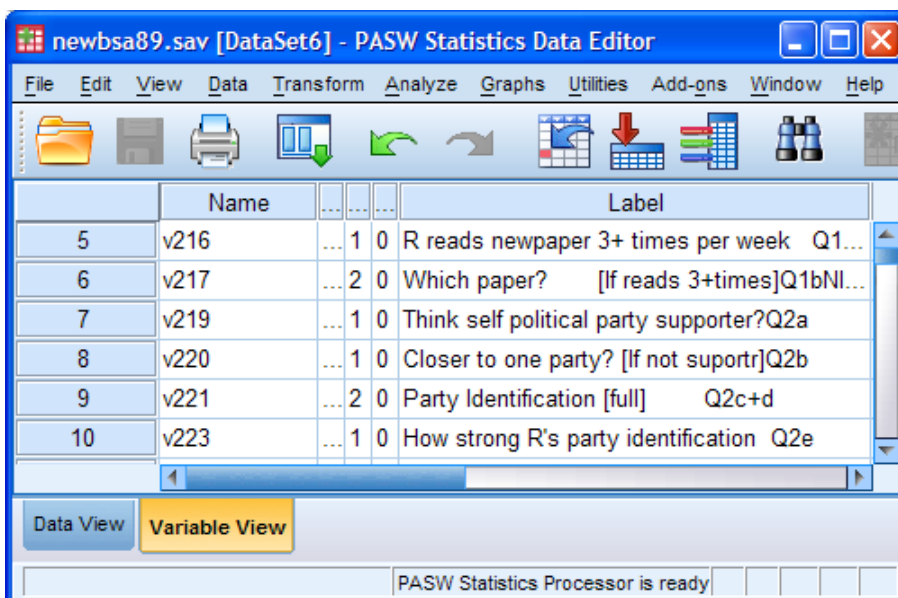 newbsa89.sav [DataSet6] - PASW Statistics Data Editor
File Edit View Data Transform Analyze Graphs Utilities Add-ons Window Help
Name ... ... ... Label
5 v216 ... 1 0 R reads newpaper 3+ times per week Q1...
6 v217 ... 2 0 Which paper? [If reads 3+times]Q1bNI...
7 v219 ... 1 0 Think self political party supporter?Q2a
8 v220 ... 1 0 Closer to one party? [If not suportr]Q2b
9 v221 ... 2 0 Party Identification [full] Q2c+d
10 v223 ... 1 0 How strong R's party identification Q2e
Data View Variable View
PASW Statistics Processor is ready